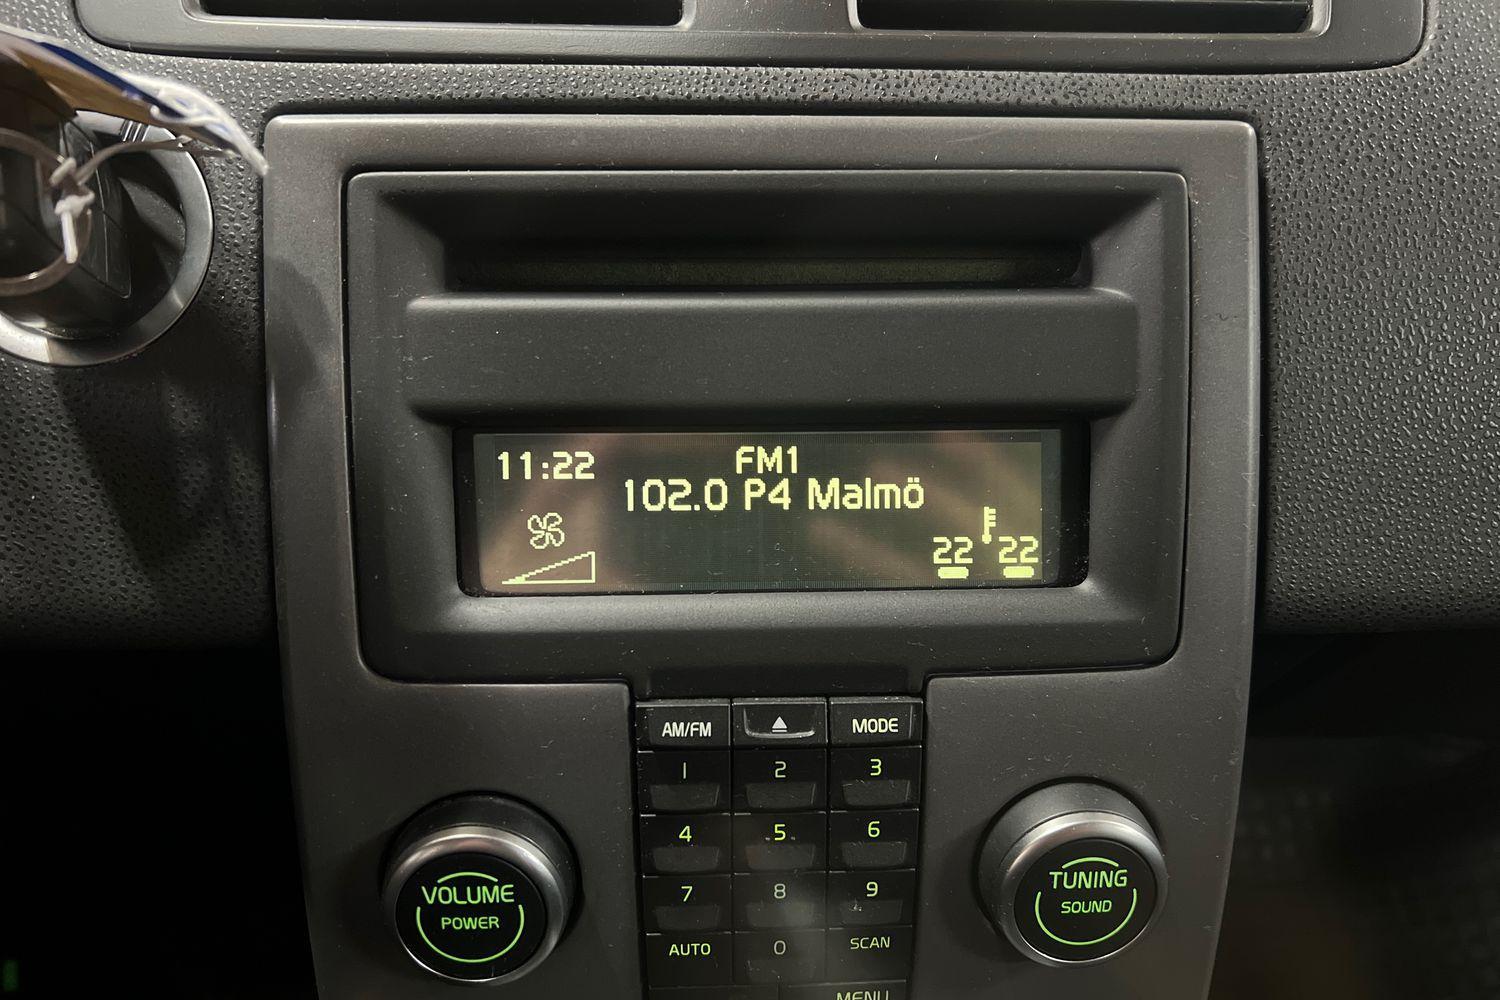 11:22
FM1
102.0 P4 Malmö
22 22
AM/FM MODE
1 2 3
4 5 6
7 8 9
AUTO 0 SCAN
MENU
VOLUME
POWER
TUNING
SOUND